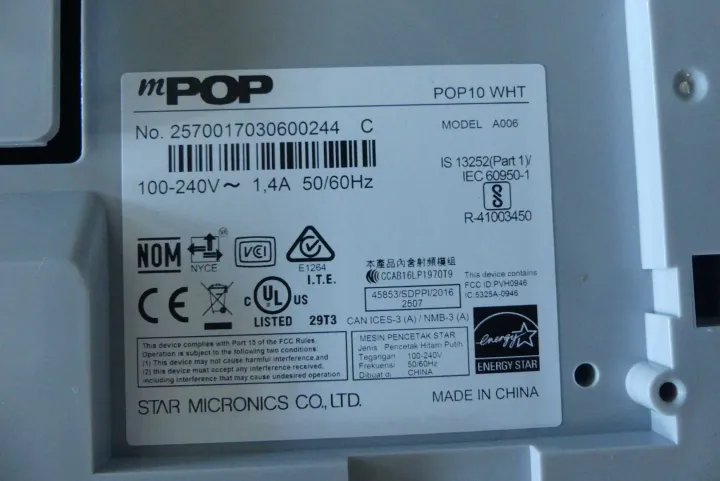 mPOP
POP10 WHT
No. 2570017030600244 C
MODEL A006
100-240V～ 1,4A 50/60Hz
IS 13252(Part 1)/
IEC 60950-1
R-41003450
NOM
NYCE
VCI
E1264
I.T.E.
本產品內含射頻模組
CCAB16LP1970T9
This device contains
FCC ID:PVH0946
IC:5325A-0946
45853/SDPPI/2016
2507
CE
C UL US
LISTED 29T3
CAN ICES-3 (A) / NMB-3 (A)
This device complies with Part 15 of the FCC Rules.
Operation is subject to the following two conditions:
(1) This device may not cause harmful interference,and
(2) this device must accept any interference received,
including interference that may cause undesired operation
MESIN PENCETAK STAR
Jenis : Pencetak Hitam Putih
Tegangan : 100-240V
Frekuensi : 50/60Hz
Dibuat di : CHINA
energy
ENERGY STAR
STAR MICRONICS CO., LTD.
MADE IN CHINA